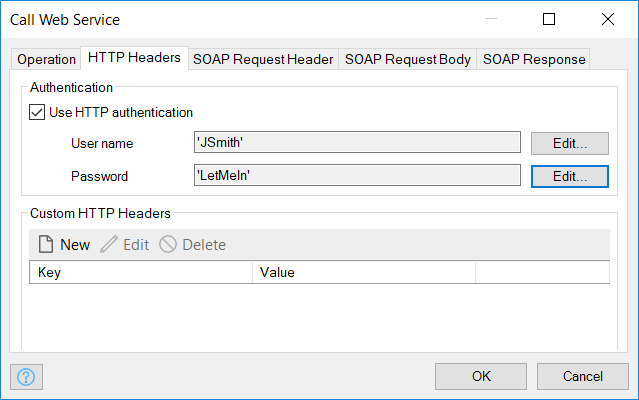 Call Web Service
Operation HTTP Headers SOAP Request Header SOAP Request Body SOAP Response
Authentication
Use HTTP authentication
User name 'JSmith' Edit...
Password 'LetMeIn' Edit...
Custom HTTP Headers
New Edit Delete
Key Value
? OK Cancel